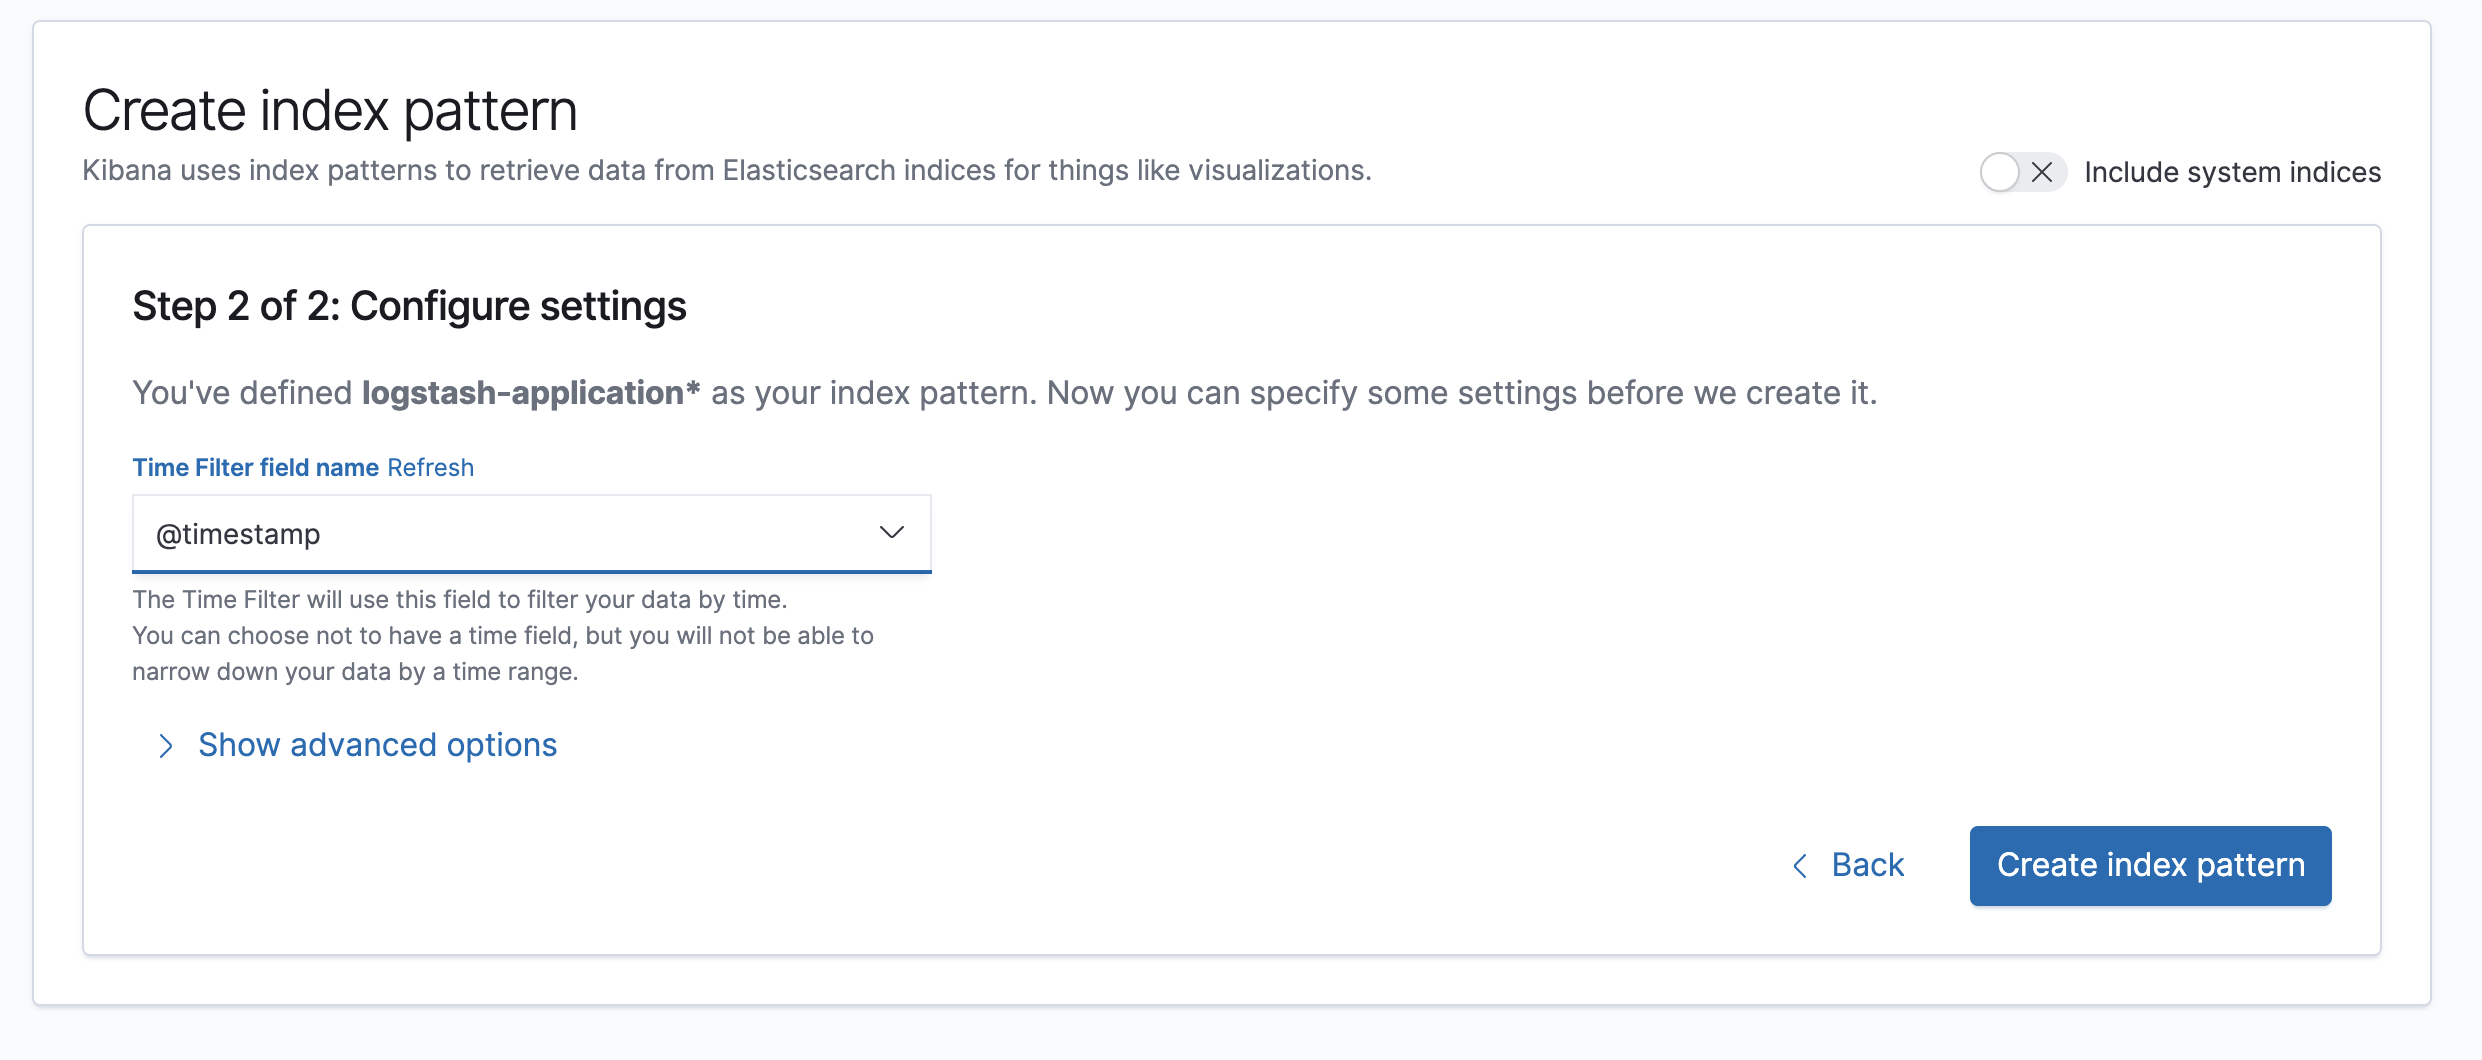 Create index pattern
Kibana uses index patterns to retrieve data from Elasticsearch indices for things like visualizations.
Include system indices
Step 2 of 2: Configure settings
You've defined logstash-application* as your index pattern. Now you can specify some settings before we create it.
Time Filter field name Refresh
@timestamp
The Time Filter will use this field to filter your data by time.
You can choose not to have a time field, but you will not be able to
narrow down your data by a time range.
Show advanced options
Back
Create index pattern